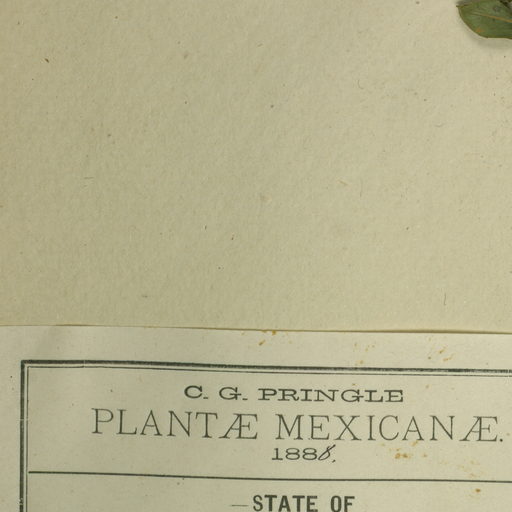 C. G. PRINGLE
PLANTÆ MEXICANÆ.
1888,
—STATE OF